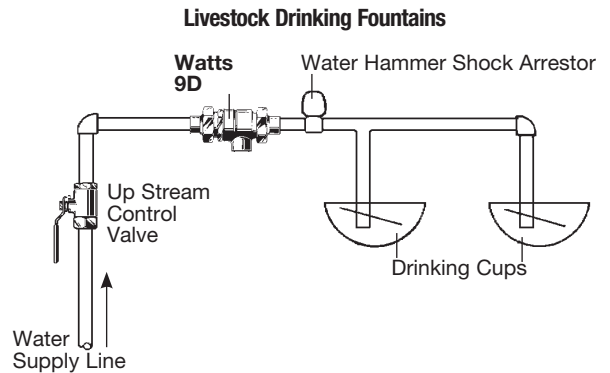 Livestock Drinking Fountains
Watts
9D
Water Hammer Shock Arrestor
Up Stream
Control
Valve
Drinking Cups
Water
Supply Line